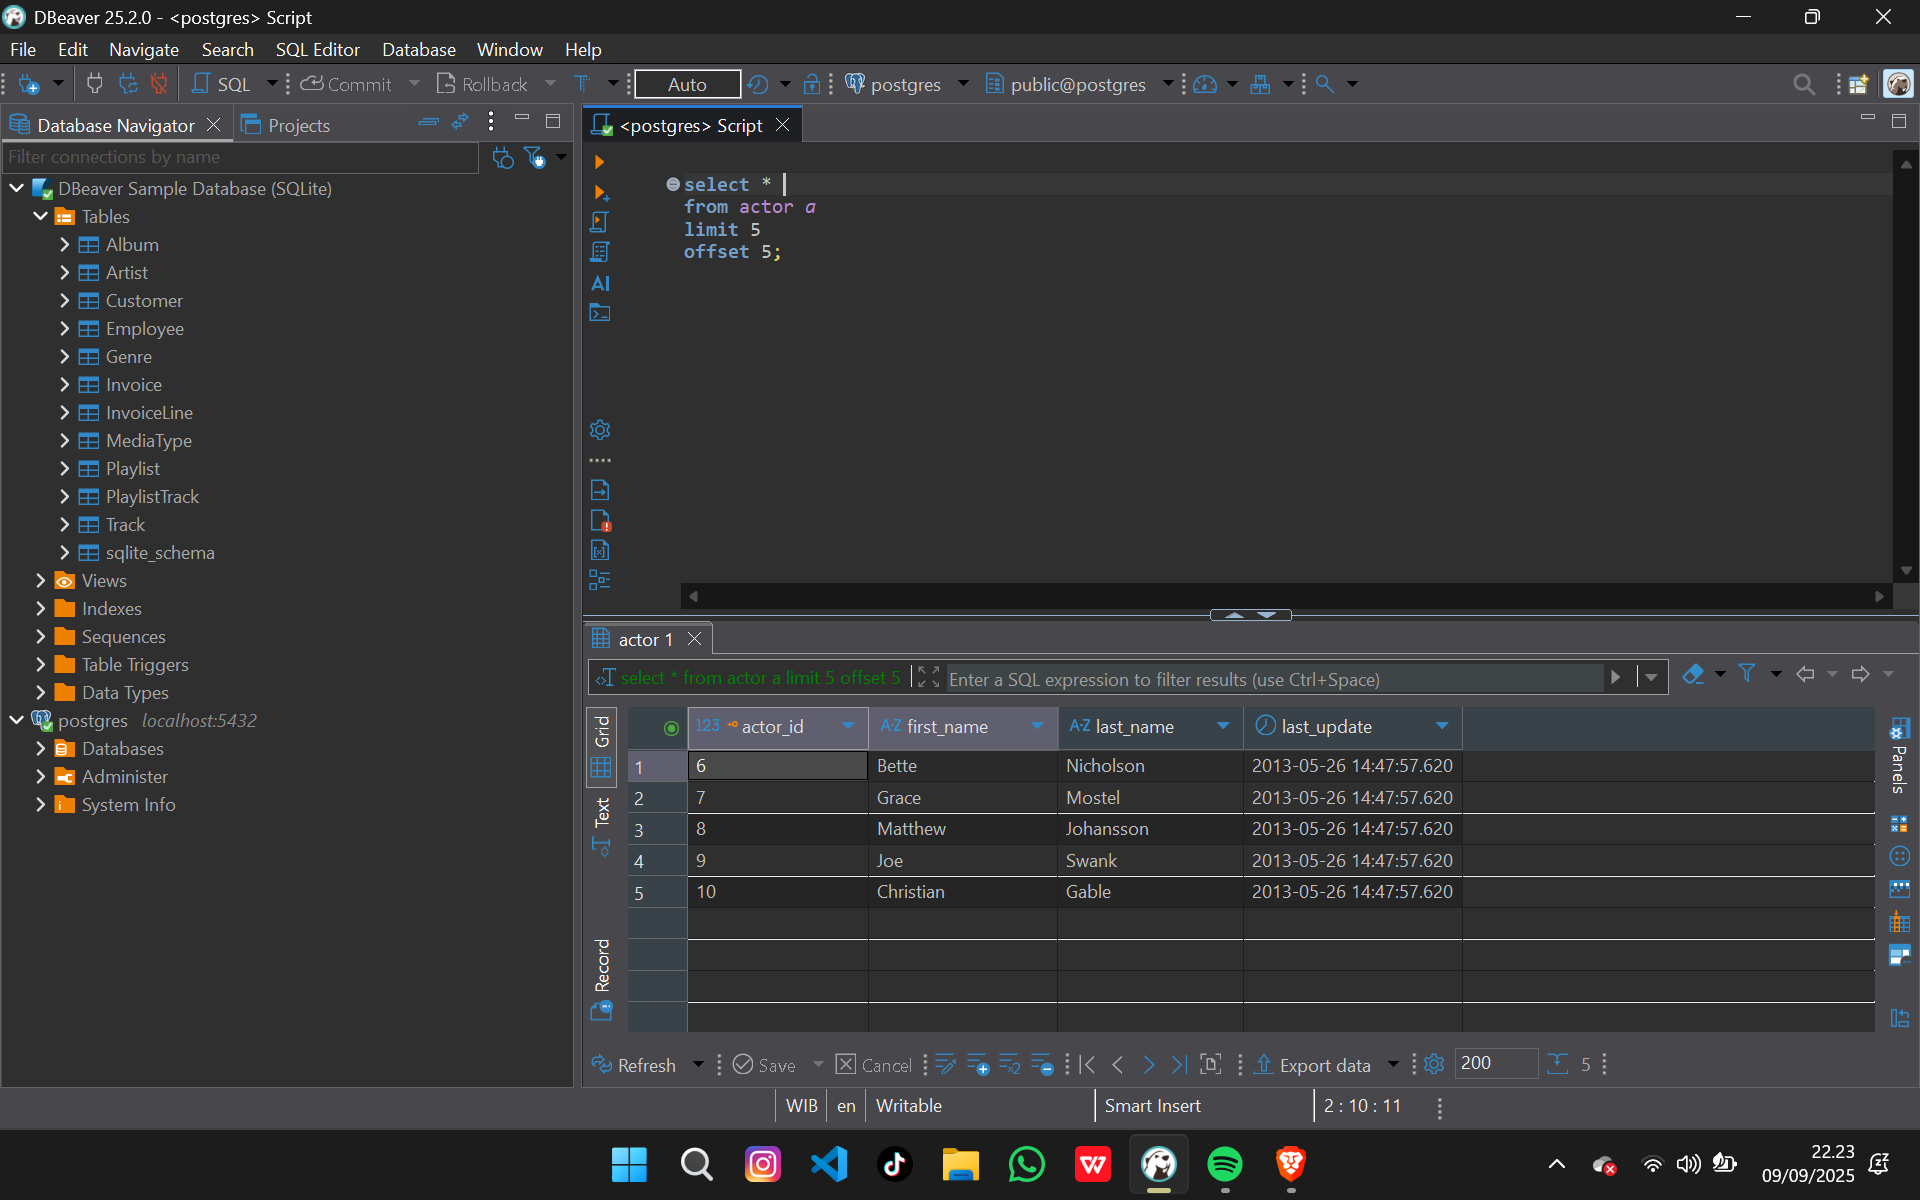 DBeaver 25.2.0 - <postgres> Script
File Edit Navigate Search SQL Editor Database Window Help
SQL Commit Rollback Auto postgres public@postgres
Database Navigator Projects
Filter connections by name
DBeaver Sample Database (SQLite)
Tables
Album
Artist
Customer
Employee
Genre
Invoice
InvoiceLine
MediaType
Playlist
PlaylistTrack
Track
sqlite_schema
Views
Indexes
Sequences
Table Triggers
Data Types
postgres localhost:5432
Databases
Administer
System Info
<postgres> Script
AI
select *
from actor a
limit 5
offset 5;
actor 1
select * from actor a limit 5 offset 5 Enter a SQL expression to filter results (use Ctrl+Space)
Grid
Text
Record
123 actor_id A-Z first_name A-Z last_name last_update
1 6 Bette Nicholson 2013-05-26 14:47:57.620
2 7 Grace Mostel 2013-05-26 14:47:57.620
3 8 Matthew Johansson 2013-05-26 14:47:57.620
4 9 Joe Swank 2013-05-26 14:47:57.620
5 10 Christian Gable 2013-05-26 14:47:57.620
Panels
Refresh Save Cancel Export data 200 5
WIB en Writable Smart Insert 2 : 10 : 11
22.23
09/09/2025